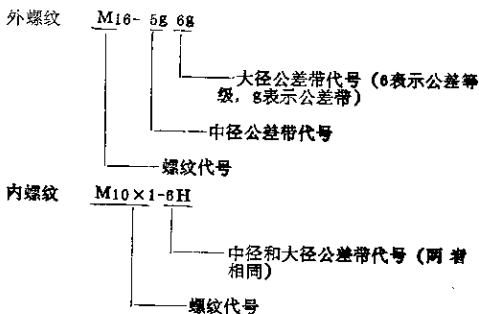 外螺纹 M16- 5g 6g
大径公差带代号 (6表示公差等
级, g表示公差带)
中径公差带代号
螺纹代号
内螺纹 M10×1-6H
中径和大径公差带代号 (两者
相同)
螺纹代号